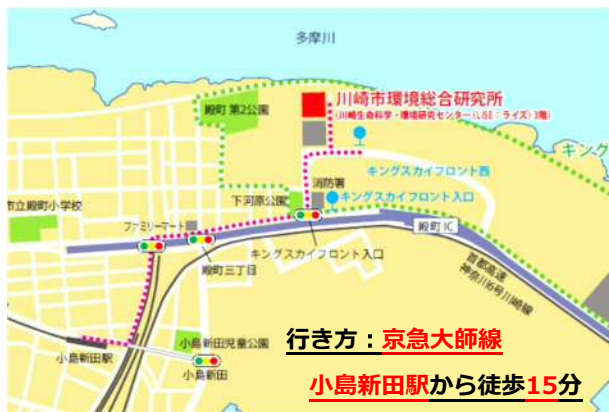 多摩川
川崎市環境総合研究所
(川崎生命科学・環境研究センター(LiSE：ライズ)3階)
殿町 第2公園
キング
キングスカイフロント西
消防署
下河原公園
キングスカイフロント入口
市立殿町小学校
ファミリーマート
殿町 IC
殿町三丁目
キングスカイフロント入口
首都高速
神奈川6号川崎線
小島新田児童公園
小島新田駅
小島新田
行き方：京急大師線
小島新田駅から徒歩15分